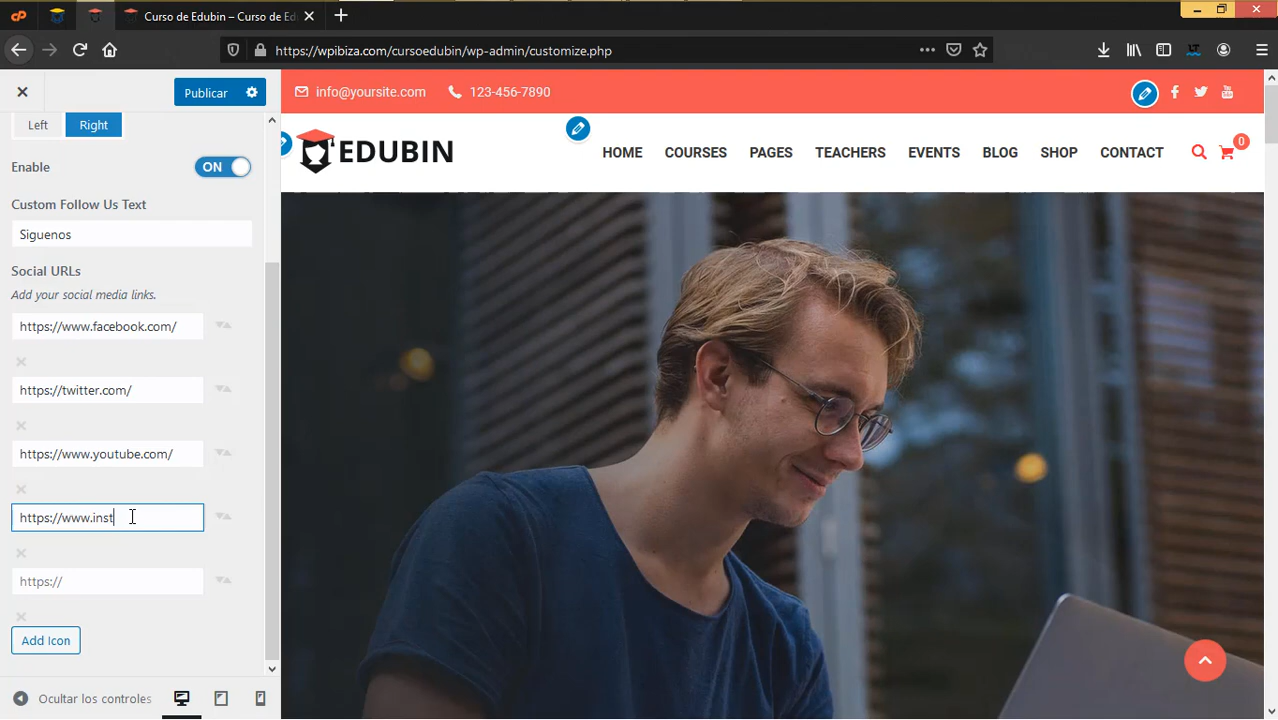 Curso de Edubin – Curso de Ed
https://wpibiza.com/cursoedubin/wp-admin/customize.php
Publicar
Left Right
Enable ON
Custom Follow Us Text
Siguenos
Social URLs
Add your social media links.
https://www.facebook.com/
https://twitter.com/
https://www.youtube.com/
https://www.inst
https://
Add Icon
Ocultar los controles
info@yoursite.com 123-456-7890
EDUBIN
HOME COURSES PAGES TEACHERS EVENTS BLOG SHOP CONTACT 0